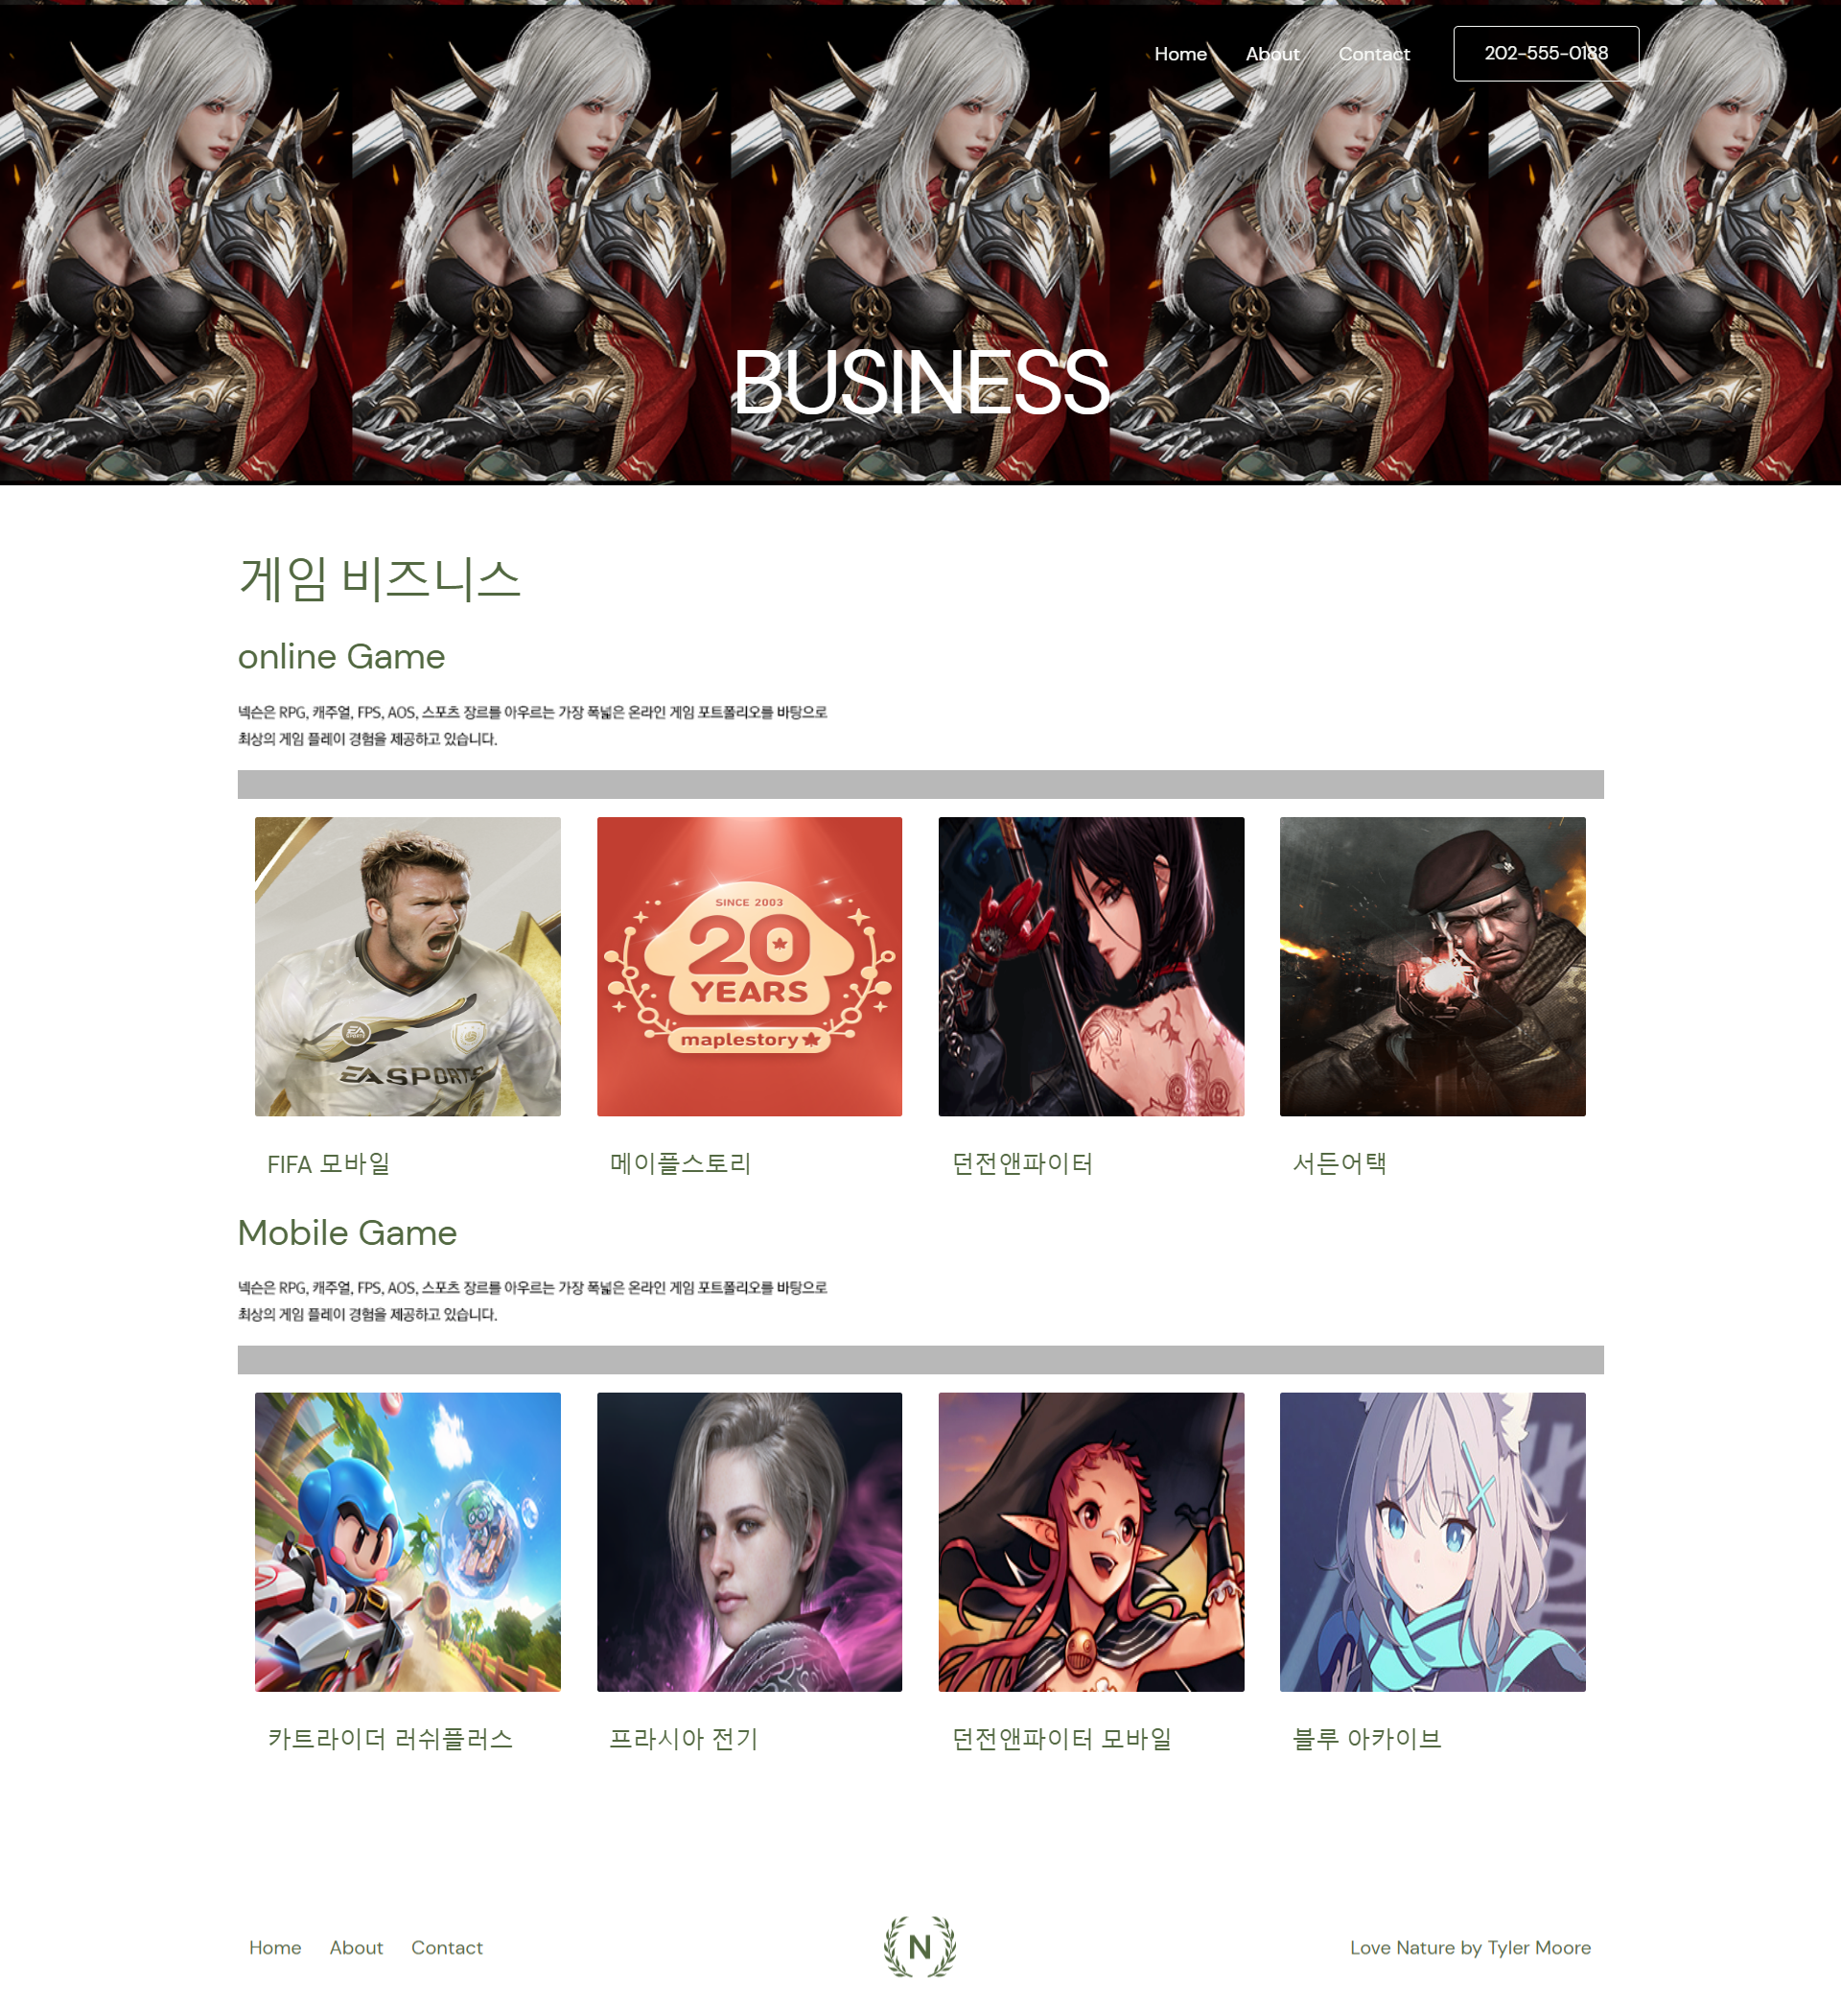 Home About Contact 202-555-0188
BUSINESS
게임 비즈니스
online Game
넥슨은 RPG, 캐주얼, FPS, AOS, 스포츠 장르를 아우르는 가장 폭넓은 온라인 게임 포트폴리오를 바탕으로
최상의 게임 플레이 경험을 제공하고 있습니다.
EA SPORTS
EA SPORTS
SINCE 2003
20
YEARS
maplestory
FIFA 모바일 메이플스토리 던전앤파이터 서든어택
Mobile Game
넥슨은 RPG, 캐주얼, FPS, AOS, 스포츠 장르를 아우르는 가장 폭넓은 온라인 게임 포트폴리오를 바탕으로
최상의 게임 플레이 경험을 제공하고 있습니다.
카트라이더 러쉬플러스 프라시아 전기 던전앤파이터 모바일 블루 아카이브
Home About Contact N Love Nature by Tyler Moore